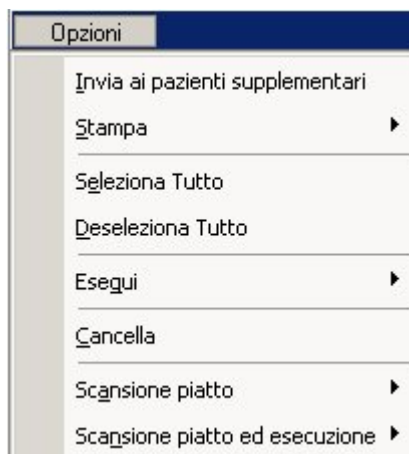 Opzioni
Invia ai pazienti supplementari
Stampa
Seleziona Tutto
Deseleziona Tutto
Esegui
Cancella
Scansione piatto
Scansione piatto ed esecuzione